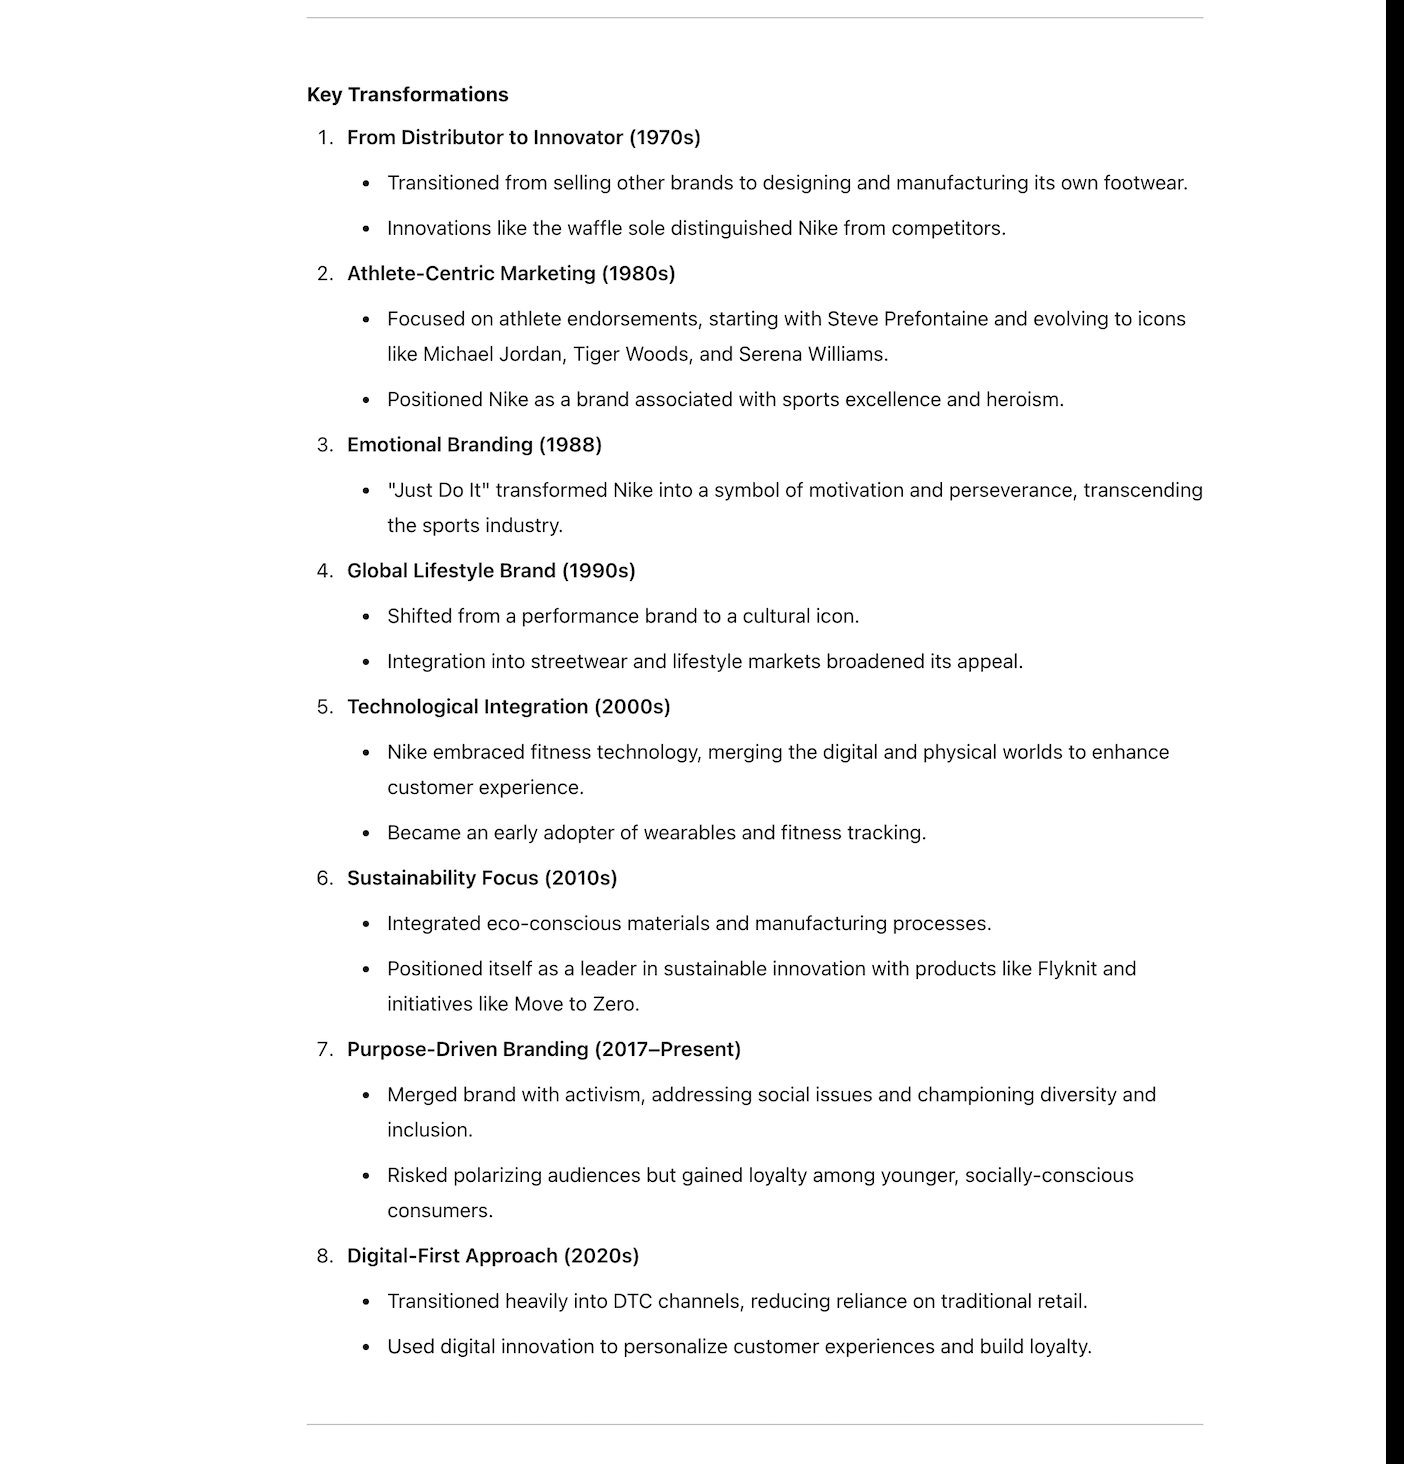 Key Transformations
1. From Distributor to Innovator (1970s)
• Transitioned from selling other brands to designing and manufacturing its own footwear.
• Innovations like the waffle sole distinguished Nike from competitors.
2. Athlete-Centric Marketing (1980s)
• Focused on athlete endorsements, starting with Steve Prefontaine and evolving to icons
like Michael Jordan, Tiger Woods, and Serena Williams.
• Positioned Nike as a brand associated with sports excellence and heroism.
3. Emotional Branding (1988)
• "Just Do It" transformed Nike into a symbol of motivation and perseverance, transcending
the sports industry.
4. Global Lifestyle Brand (1990s)
• Shifted from a performance brand to a cultural icon.
• Integration into streetwear and lifestyle markets broadened its appeal.
5. Technological Integration (2000s)
• Nike embraced fitness technology, merging the digital and physical worlds to enhance
customer experience.
• Became an early adopter of wearables and fitness tracking.
6. Sustainability Focus (2010s)
• Integrated eco-conscious materials and manufacturing processes.
• Positioned itself as a leader in sustainable innovation with products like Flyknit and
initiatives like Move to Zero.
7. Purpose-Driven Branding (2017–Present)
• Merged brand with activism, addressing social issues and championing diversity and
inclusion.
• Risked polarizing audiences but gained loyalty among younger, socially-conscious
consumers.
8. Digital-First Approach (2020s)
• Transitioned heavily into DTC channels, reducing reliance on traditional retail.
• Used digital innovation to personalize customer experiences and build loyalty.